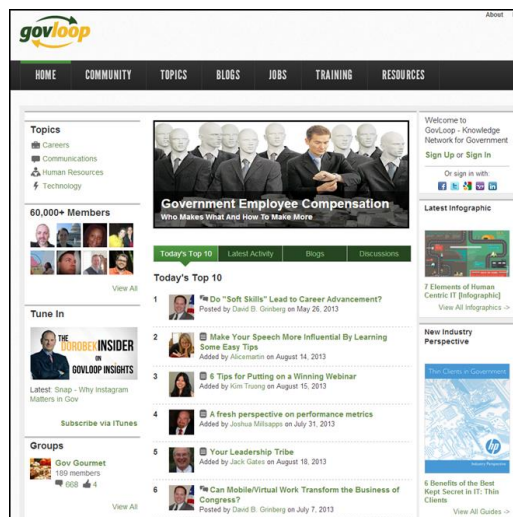 About
govloop
HOME COMMUNITY TOPICS BLOGS JOBS TRAINING RESOURCES
Topics
Careers
Communications
Human Resources
Technology
60,000+ Members
View All
Tune In
THE
DOROBEKINSIDER
ON
GOVLOOP INSIGHTS
Latest: Snap - Why Instagram
Matters in Gov
Subscribe via iTunes
Groups
Gov Gourmet
189 members
668 4
View All
Government Employee Compensation
Who Makes What And How To Make More
Today's Top 10 Latest Activity Blogs Discussions
Today's Top 10
1 Do "Soft Skills" Lead to Career Advancement?
Posted by David B. Grinberg on May 26, 2013
2 Make Your Speech More Influential By Learning
Some Easy Tips
Added by Alicemartin on August 14, 2013
3 6 Tips for Putting on a Winning Webinar
Added by Kim Truong on August 15, 2013
4 A fresh perspective on performance metrics
Added by Joshua Millsapps on July 31, 2013
5 Your Leadership Tribe
Added by Jack Gates on August 18, 2013
6 Can Mobile/Virtual Work Transform the Business of
Congress?
Posted by David B. Grinberg on July 7, 2013
Welcome to
GovLoop - Knowledge
Network for Government
Sign Up or Sign In
Or sign in with:
Latest Infographic
7 Elements of Human
Centric IT [Infographic]
View All Infographics ->
New Industry
Perspective
Thin Clients in Government
hp
Industry Perspective
6 Benefits of the Best
Kept Secret in IT: Thin
Clients
View All Guides ->